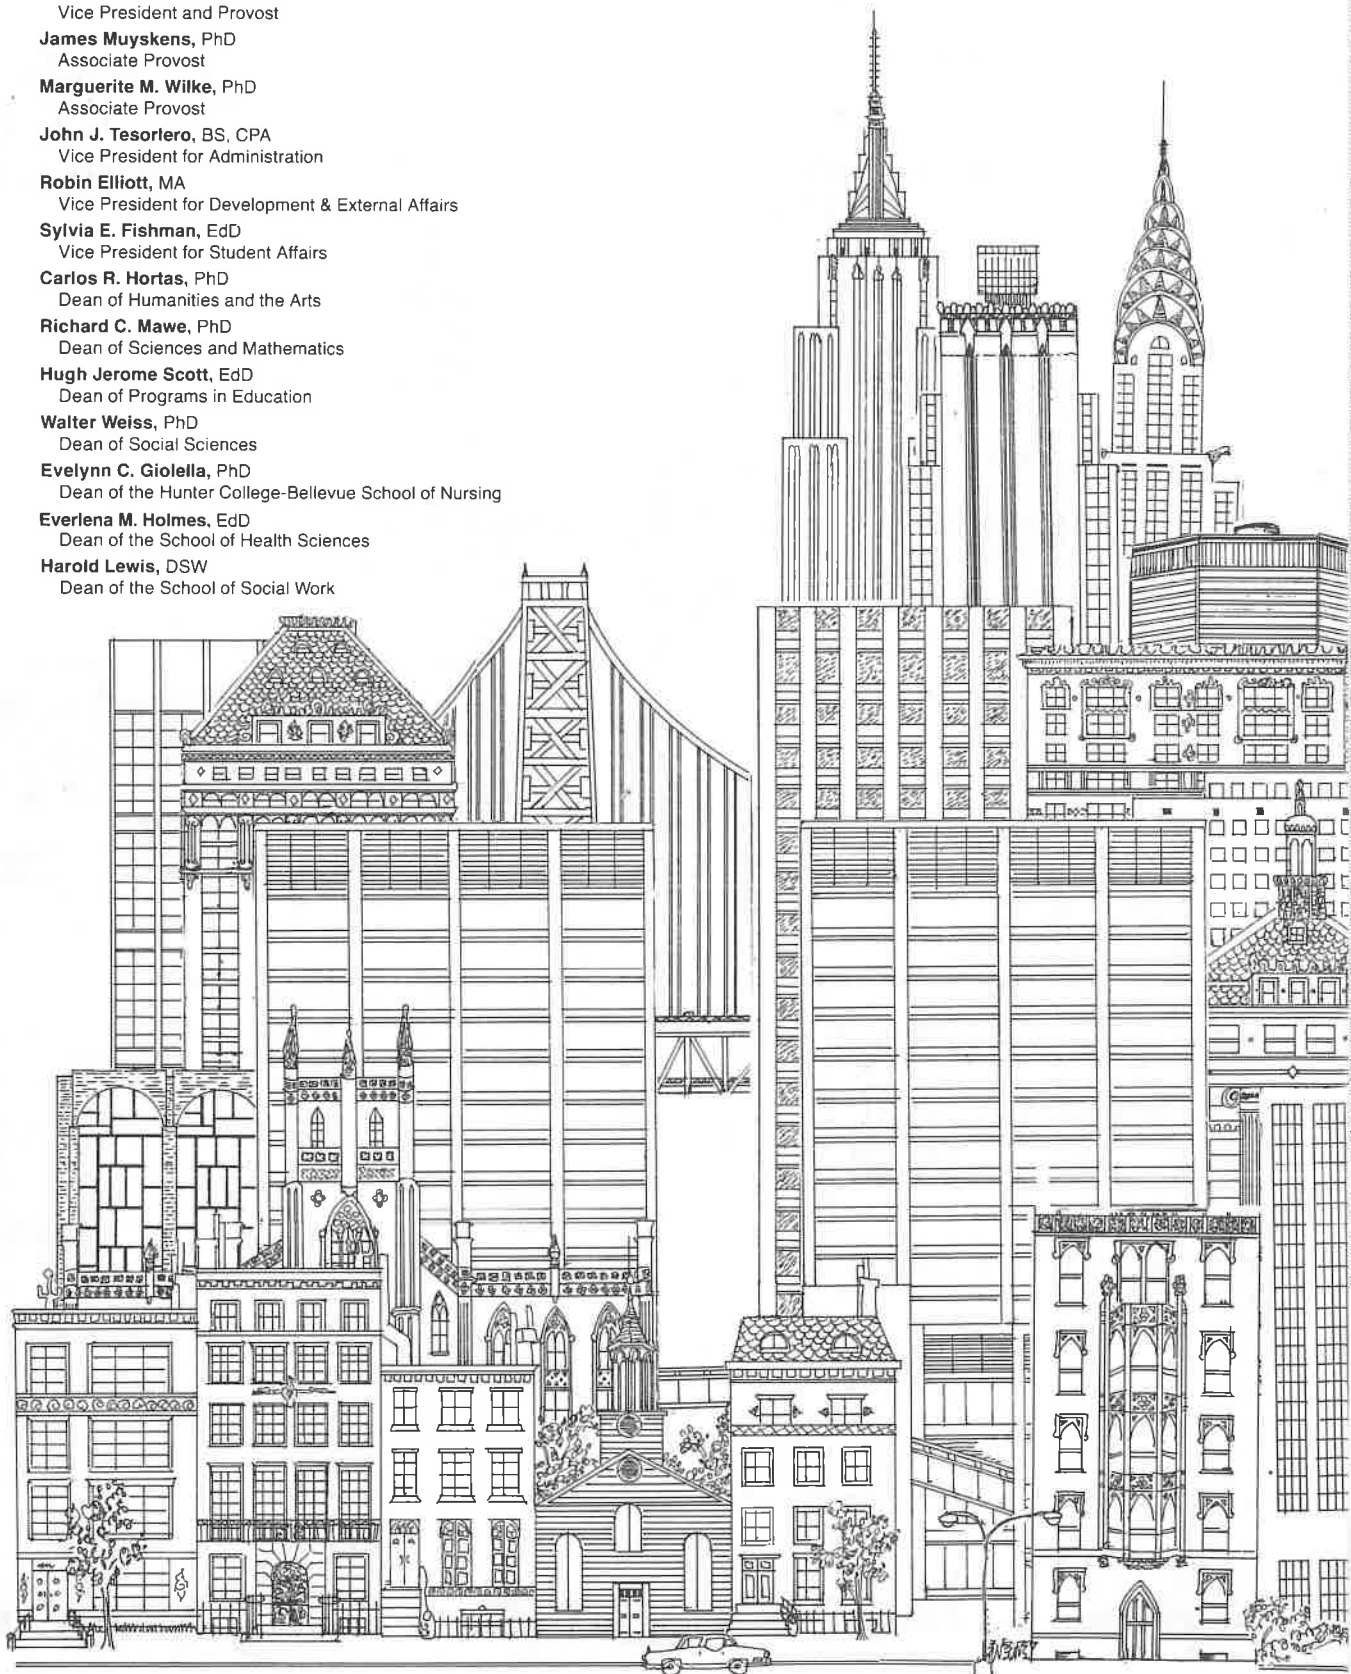 Vice President and Provost
James Muyskens, PhD
Associate Provost
Marguerite M. Wilke, PhD
Associate Provost
John J. Tesoriero, BS, CPA
Vice President for Administration
Robin Elliott, MA
Vice President for Development & External Affairs
Sylvia E. Fishman, EdD
Vice President for Student Affairs
Carlos R. Hortas, PhD
Dean of Humanities and the Arts
Richard C. Mawe, PhD
Dean of Sciences and Mathematics
Hugh Jerome Scott, EdD
Dean of Programs in Education
Walter Weiss, PhD
Dean of Social Sciences
Evelynn C. Gioiella, PhD
Dean of the Hunter College-Bellevue School of Nursing
Everlena M. Holmes, EdD
Dean of the School of Health Sciences
Harold Lewis, DSW
Dean of the School of Social Work